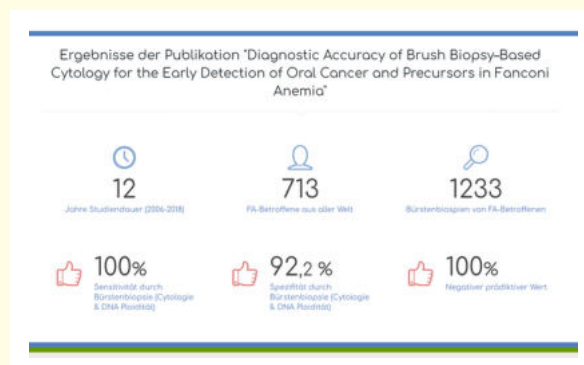 Ergebnisse der Publikation "Diagnostic Accuracy of Brush Biopsy–Based
Cytology for the Early Detection of Oral Cancer and Precursors in Fanconi
Anemia"
12
Jahre Studiendauer (2006-2018)
713
FA-Betroffene aus aller Welt
1233
Bürstenbiospien von FA-Betroffenen
100%
Sensitivität durch
Bürstenbiopsie (Cytologie
& DNA Ploidität)
92,2 %
Spezifität durch
Bürstenbiopsie (Cytologie
& DNA Ploidität)
100%
Negativer prädiktiver Wert